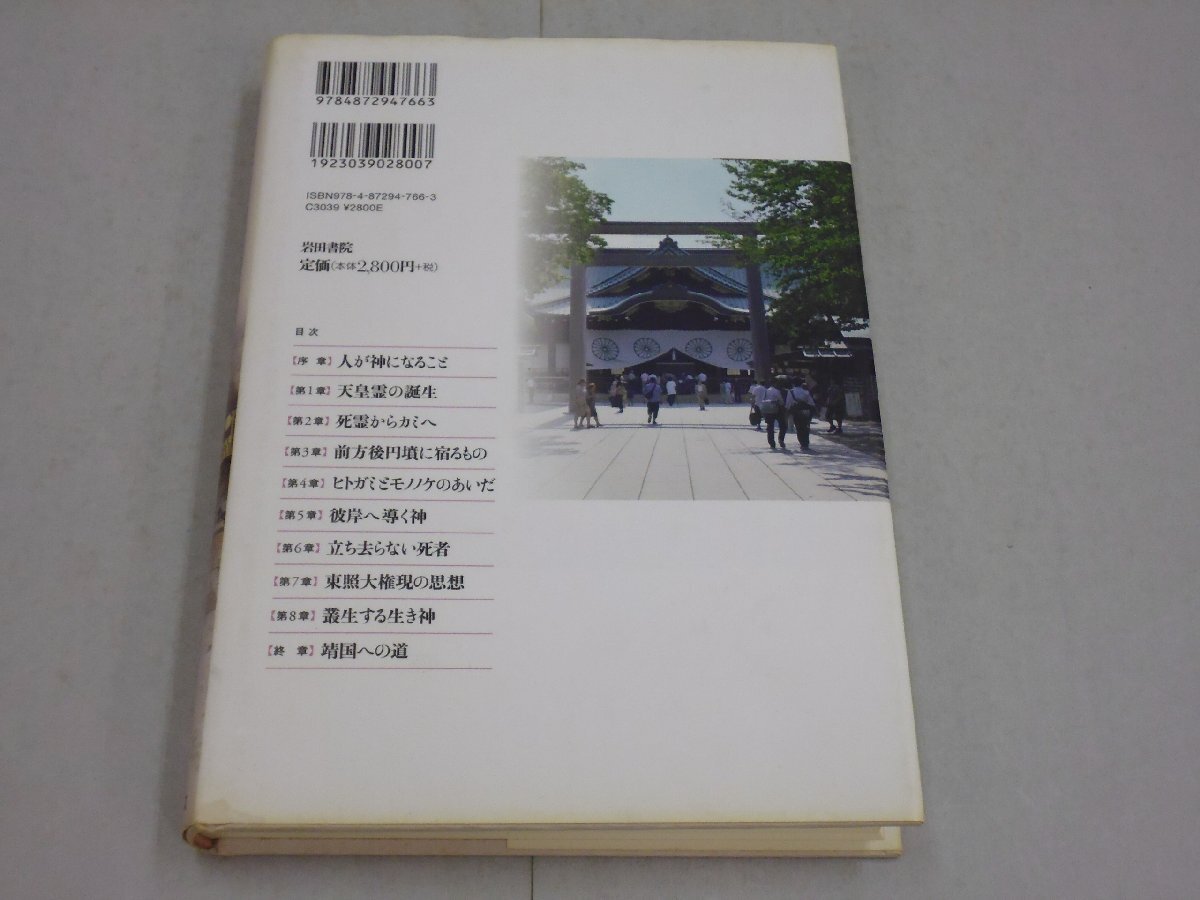 9784872947663
1923039028007
ISBN978-4-87294-766-3
C3039 ¥2800E
岩田書院
定価(本体2,800円+税)
目次
【序 章】人が神になること
【第1章】天皇霊の誕生
【第2章】死霊からカミへ
【第3章】前方後円墳に宿るもの
【第4章】ヒトガミとモノノケのあいだ
【第5章】彼岸へ導く神
【第6章】立ち去らない死者
【第7章】東照大権現の思想
【第8章】叢生する生き神
【終 章】靖国への道